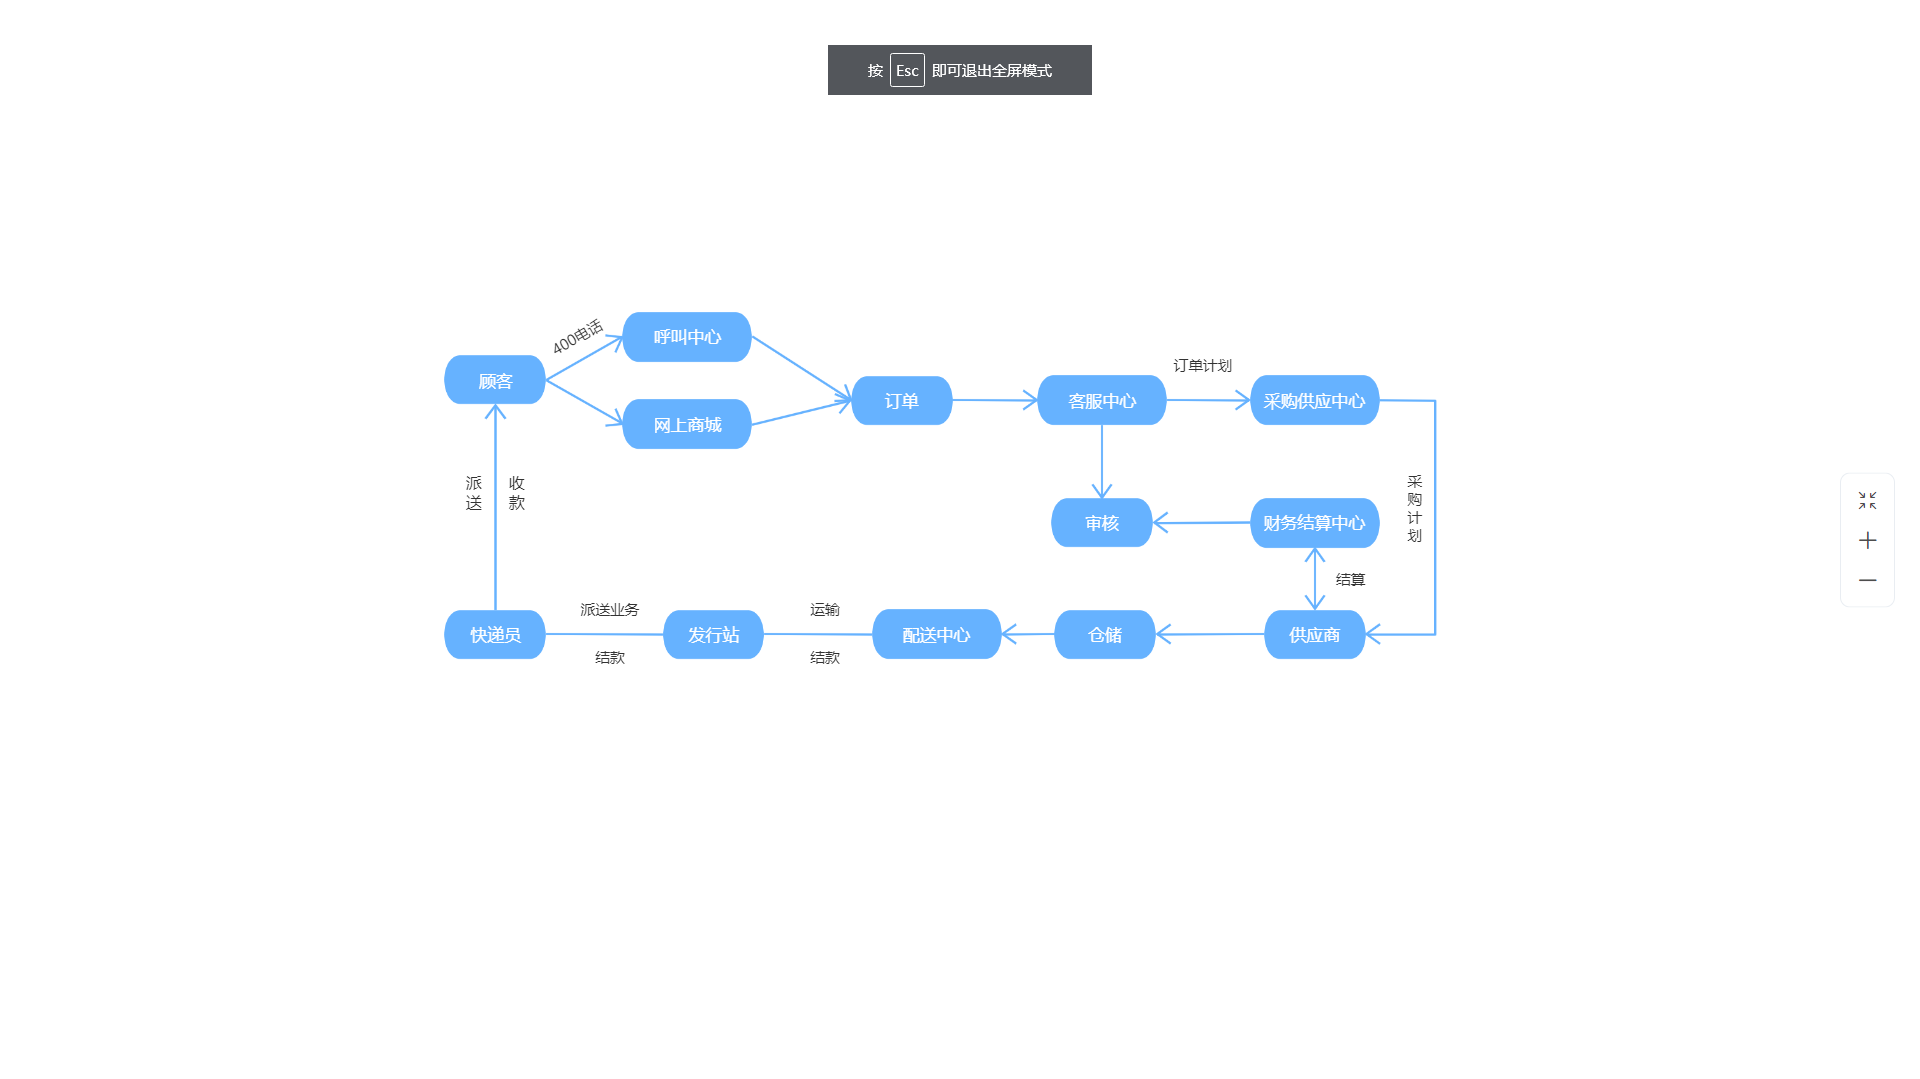 按 Esc 即可退出全屏模式
400电话
呼叫中心
顾客
网上商城
订单
客服中心
订单计划
采购供应中心
派送
收款
采购计划
审核
财务结算中心
结算
快递员
派送业务
结款
发行站
运输
结款
配送中心
仓储
供应商